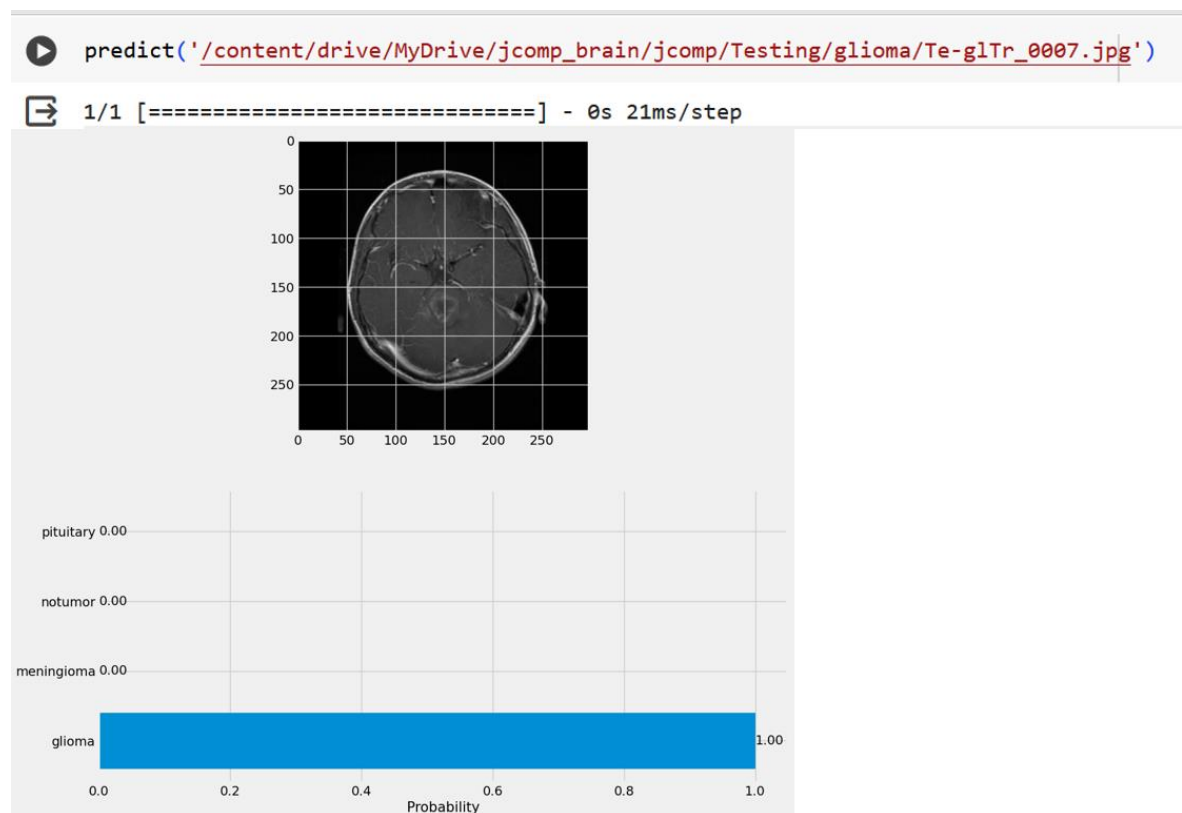 predict('/content/drive/MyDrive/jcomp_brain/jcomp/Testing/glioma/Te-glTr_0007.jpg')
1/1 [==============================] - 0s 21ms/step
0
50
100
150
200
250
0 50 100 150 200 250
pituitary 0.00
notumor 0.00
meningioma 0.00
glioma 1.00
0.0 0.2 0.4 0.6 0.8 1.0
Probability